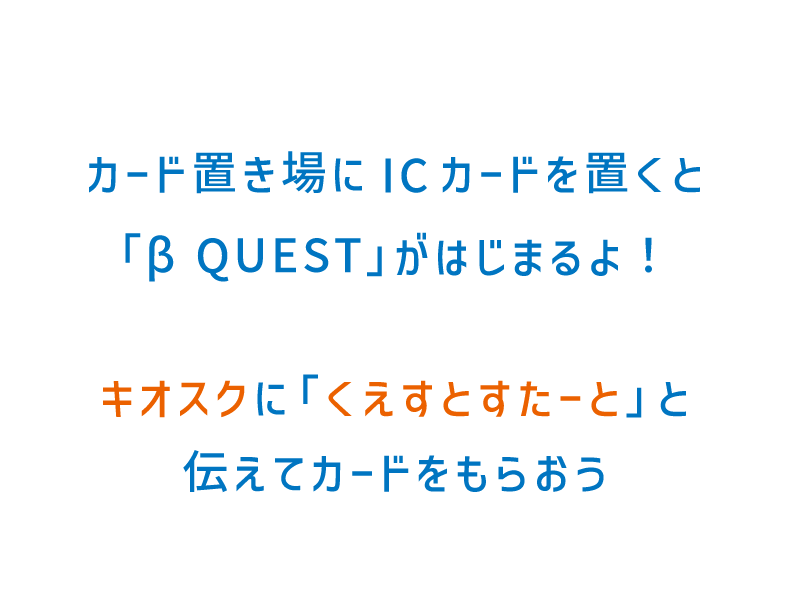 カード置き場にICカードを置くと
「β QUEST」がはじまるよ！
キオスクに「くえすとすたーと」と
伝えてカードをもらおう